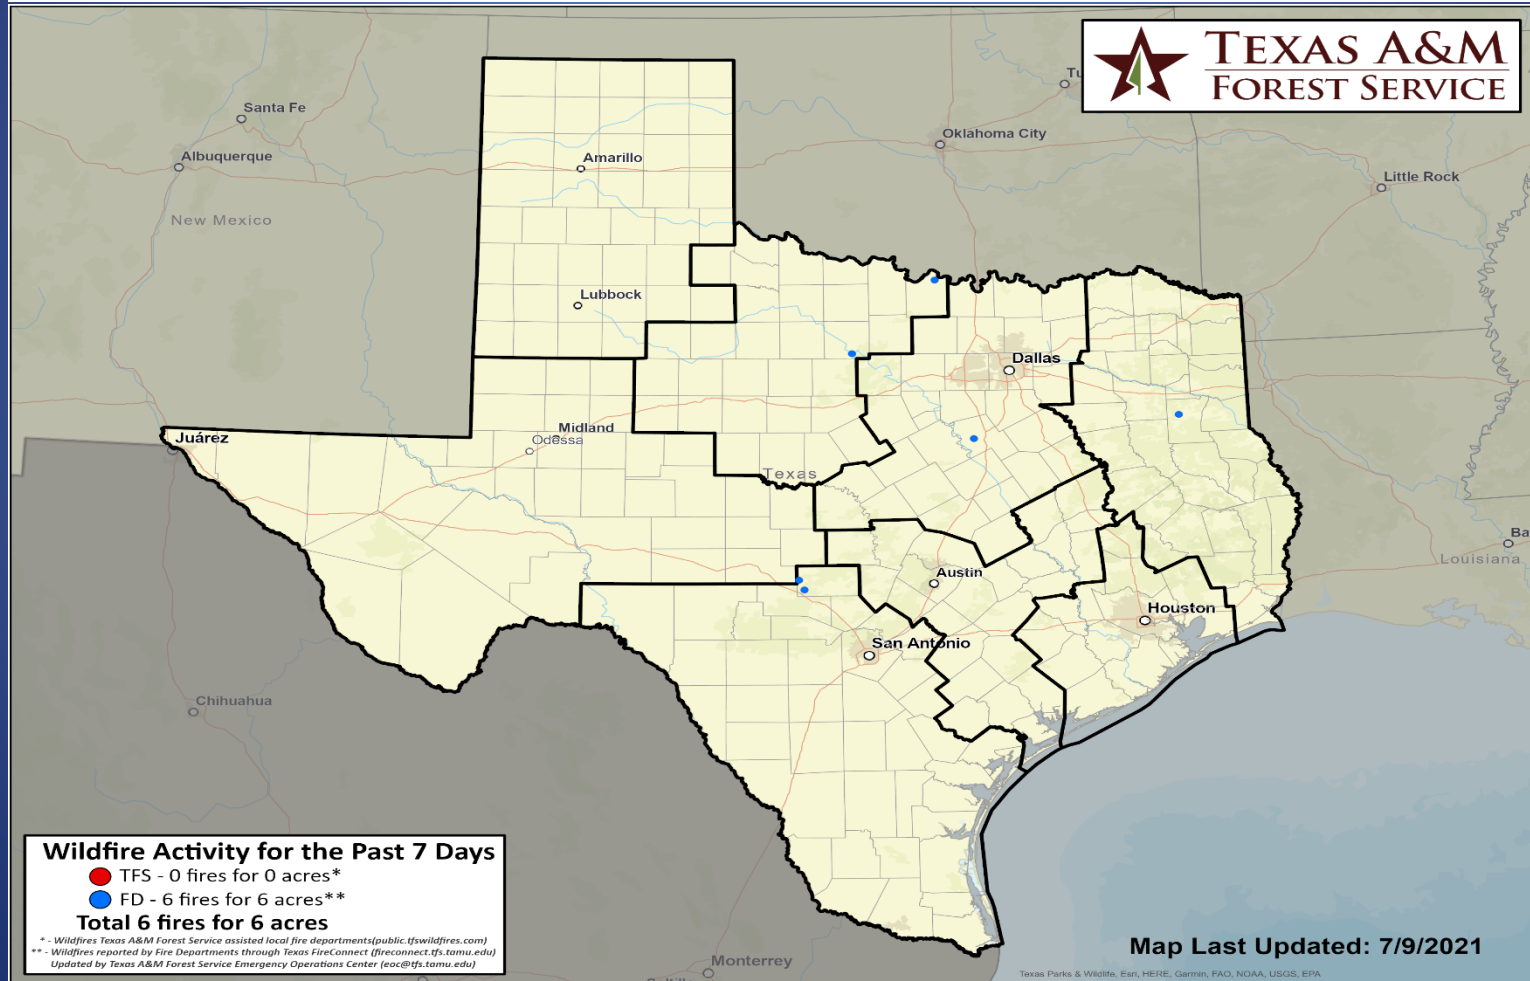 TEXAS A&M
FOREST SERVICE
Tu
Santa Fe
Oklahoma City
Albuquerque
Amarillo
Little Rock
New Mexico
Lubbock
Dallas
Midland
Odessa
Juárez
Texas
Ba
Louisiana
Austin
Houston
San Antonio
Chihuahua
Wildfire Activity for the Past 7 Days
TFS - 0 fires for 0 acres*
FD - 6 fires for 6 acres**
Total 6 fires for 6 acres
* - Wildfires Texas A&M Forest Service assisted local fire departments(public.tfswildfires.com)
** - Wildfires reported by Fire Departments through Texas FireConnect (fireconnect.tfs.tamu.edu)
Updated by Texas A&M Forest Service Emergency Operations Center (eoc@tfs.tamu.edu)
Map Last Updated: 7/9/2021
Monterrey
Texas Parks & Wildlife, Esri, HERE, Garmin, FAO, NOAA, USGS, EPA